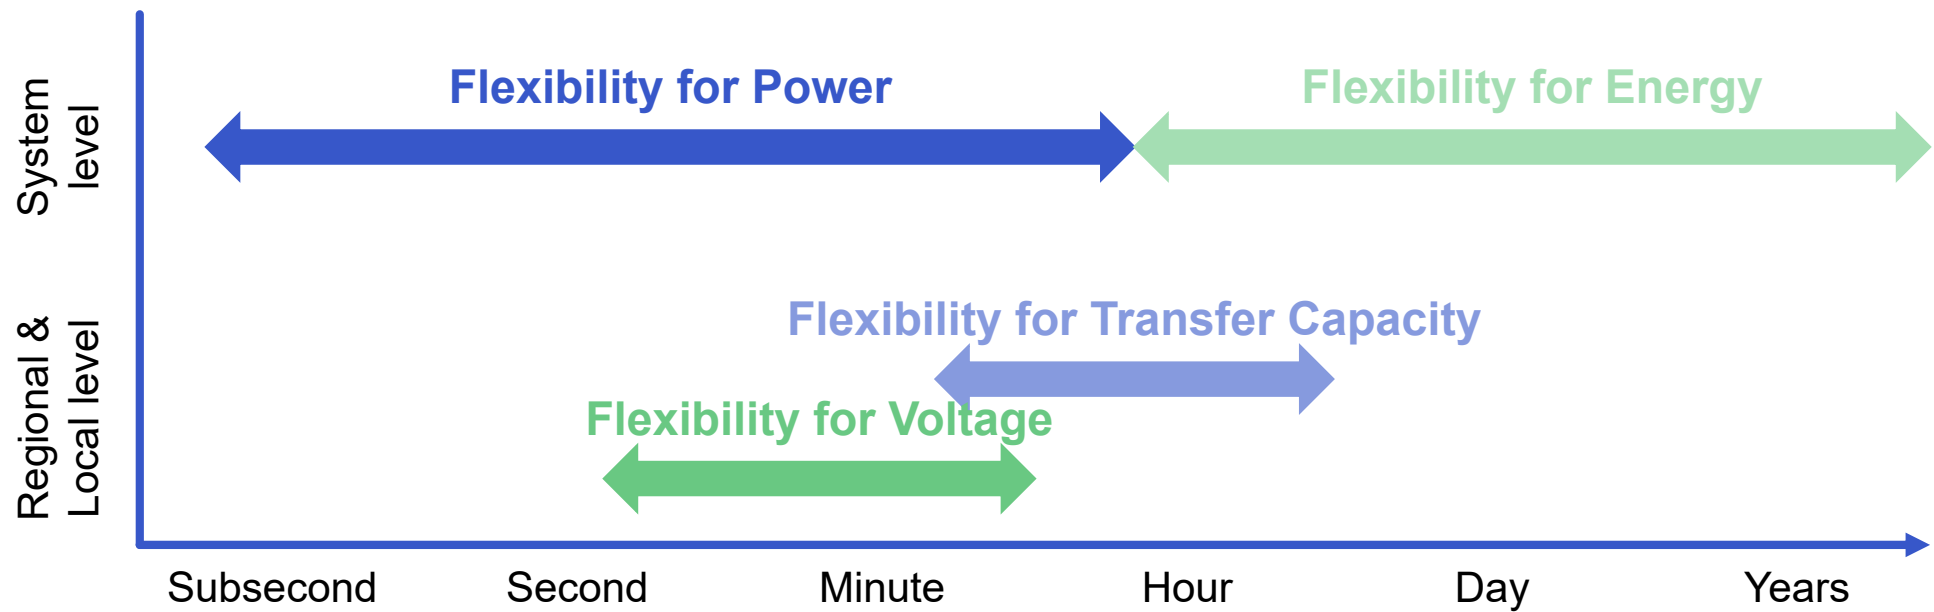 System
level
Flexibility for Power
Flexibility for Energy
Regional &
Local level
Flexibility for Transfer Capacity
Flexibility for Voltage
Subsecond
Second
Minute
Hour
Day
Years